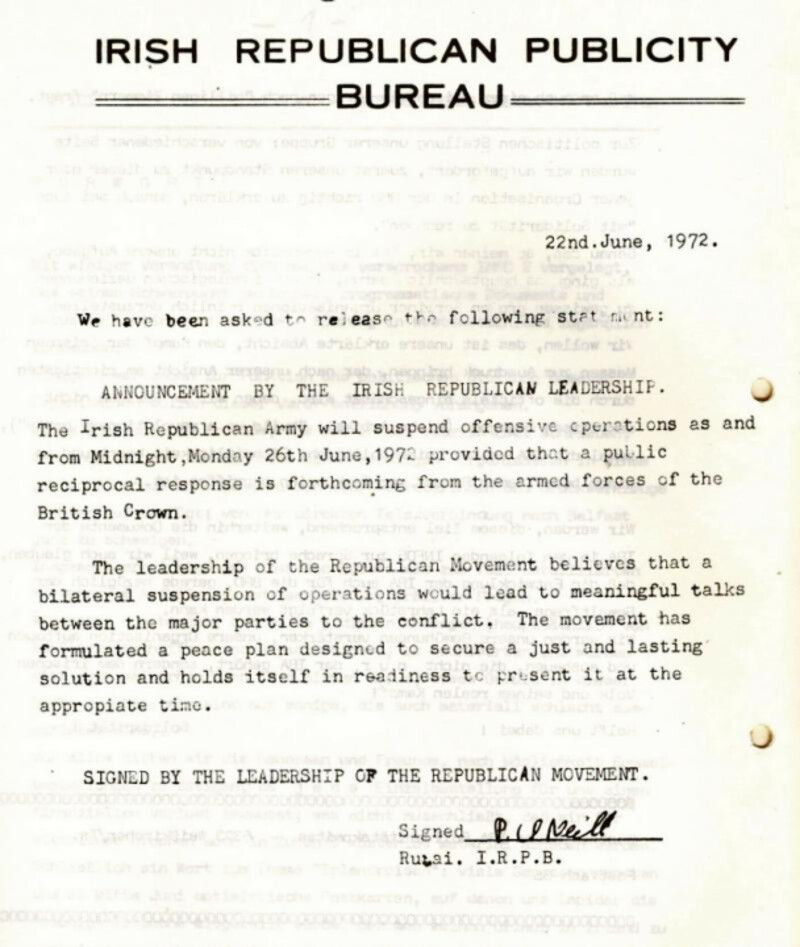 IRISH REPUBLICAN PUBLICITY
BUREAU
22nd.June, 1972.
We have been asked to release the following statement:
ANNOUNCEMENT BY THE IRISH REPUBLICAN LEADERSHIP.
The Irish Republican Army will suspend offensive operations as and
from Midnight,Monday 26th June,1972 provided that a public
reciprocal response is forthcoming from the armed forces of the
British Crown.
The leadership of the Republican Movement believes that a
bilateral suspension of operations would lead to meaningful talks
between the major parties to the conflict. The movement has
formulated a peace plan designed to secure a just and lasting
solution and holds itself in readiness to present it at the
appropiate time.
SIGNED BY THE LEADERSHIP OF THE REPUBLICAN MOVEMENT.
Signed P. O'Neill
I.R.P.B.